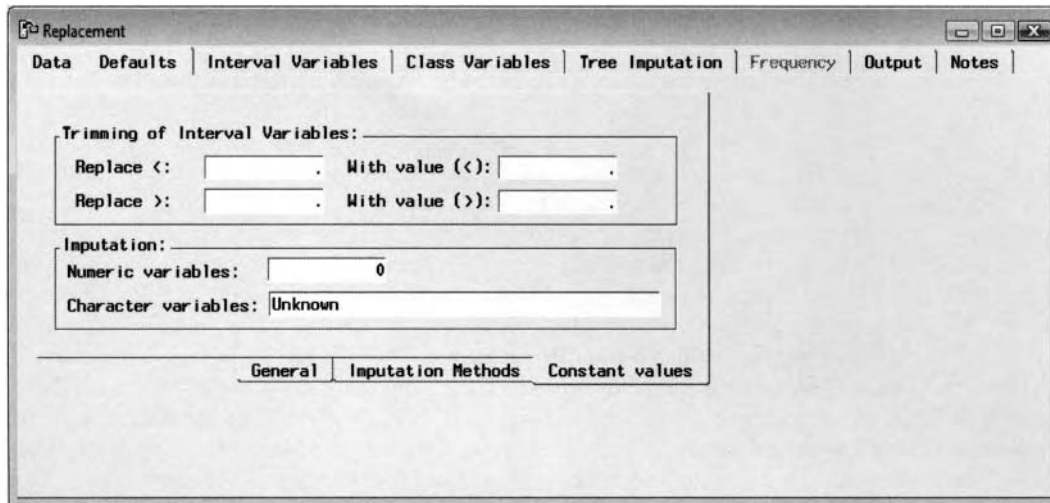 Replacement
Data Defaults Interval Variables Class Variables Tree Imputation Frequency Output Notes
Trimming of Interval Variables:
Replace <: . With value (<): .
Replace >: . With value (>): .
Imputation:
Numeric variables: 0
Character variables: Unknown
General Imputation Methods Constant values